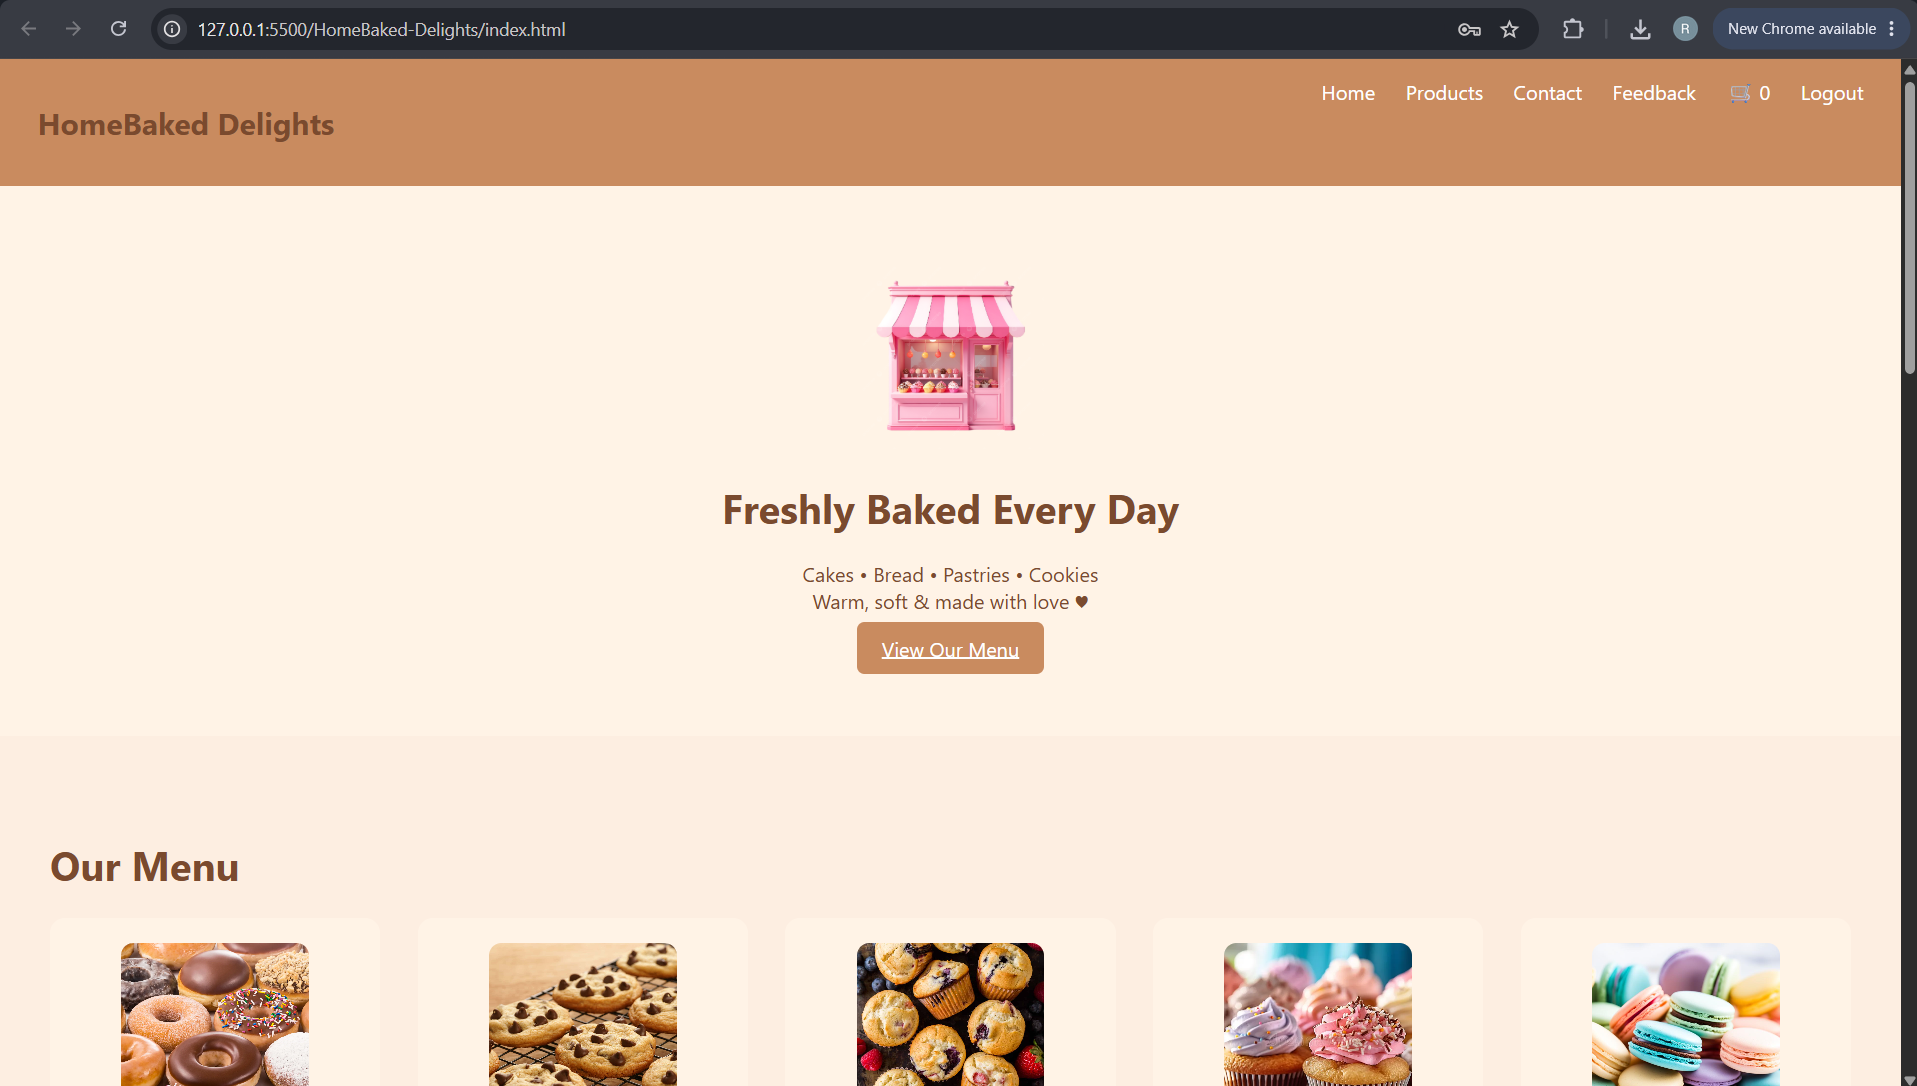 127.0.0.1:5500/HomeBaked-Delights/index.html
R
New Chrome available
HomeBaked Delights
Home Products Contact Feedback 🛒 0 Logout
Freshly Baked Every Day
Cakes • Bread • Pastries • Cookies
Warm, soft & made with love ♥
View Our Menu
Our Menu